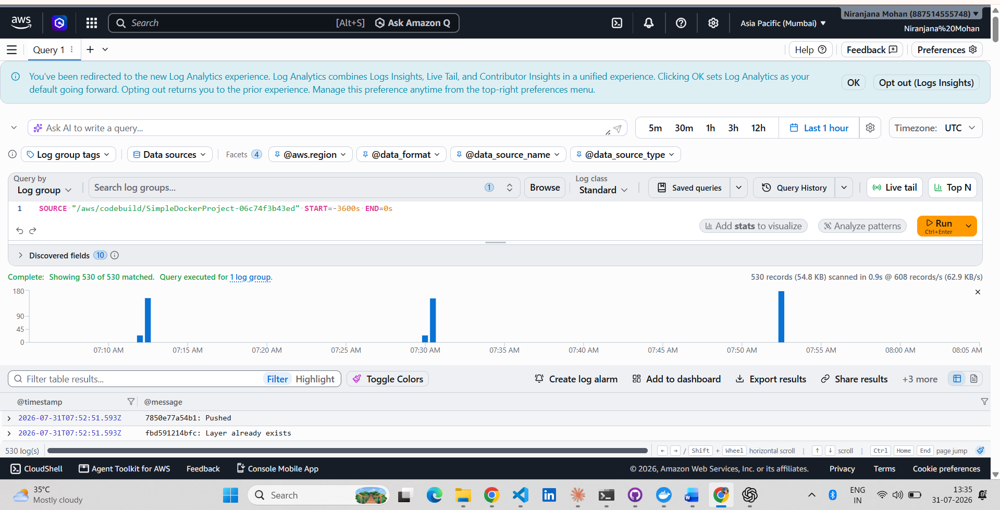 aws
Search
[Alt+S]
Ask Amazon Q
Asia Pacific (Mumbai) ▼
Niranjana Mohan (887514555748) ▼
Niranjana%20Mohan
Query 1
Help
Feedback
Preferences
You've been redirected to the new Log Analytics experience. Log Analytics combines Logs Insights, Live Tail, and Contributor Insights in a unified experience. Clicking OK sets Log Analytics as your
default going forward. Opting out returns you to the prior experience. Manage this preference anytime from the top-right preferences menu.
OK
Opt out (Logs Insights)
Ask AI to write a query...
5m 30m 1h 3h 12h
Last 1 hour
Timezone: UTC
Log group tags
Data sources
Facets 4
@aws.region
@data_format
@data_source_name
@data_source_type
Query by
Log group
Search log groups...
1
Browse
Log class
Standard
Saved queries
Query History
Live tail
Top N
1 SOURCE "/aws/codebuild/SimpleDockerProject-06c74f3b43ed" START=-3600s END=0s
Add stats to visualize
Analyze patterns
Run
Ctrl+Enter
Discovered fields 10
Complete: Showing 530 of 530 matched. Query executed for 1 log group.
530 records (54.8 KB) scanned in 0.9s @ 608 records/s (62.9 KB/s)
180
90
45
0
07:10 AM 07:15 AM 07:20 AM 07:25 AM 07:30 AM 07:35 AM 07:40 AM 07:45 AM 07:50 AM 07:55 AM 08:00 AM 08:05 AM
Filter table results...
Filter
Highlight
Toggle Colors
Create log alarm
Add to dashboard
Export results
Share results
+3 more
@timestamp @message
2026-07-31T07:52:51.593Z 7850e77a54b1: Pushed
2026-07-31T07:52:51.593Z fbd591214bfc: Layer already exists
530 log(s)
← → / Shift + Wheel horizontal scroll | ↑ ↓ scroll | Ctrl Home End page jump
CloudShell
Agent Toolkit for AWS
Feedback
Console Mobile App
© 2026, Amazon Web Services, Inc. or its affiliates.
Privacy
Terms
Cookie preferences
35°C
Mostly cloudy
Search
in
ENG
IN
13:35
31-07-2026